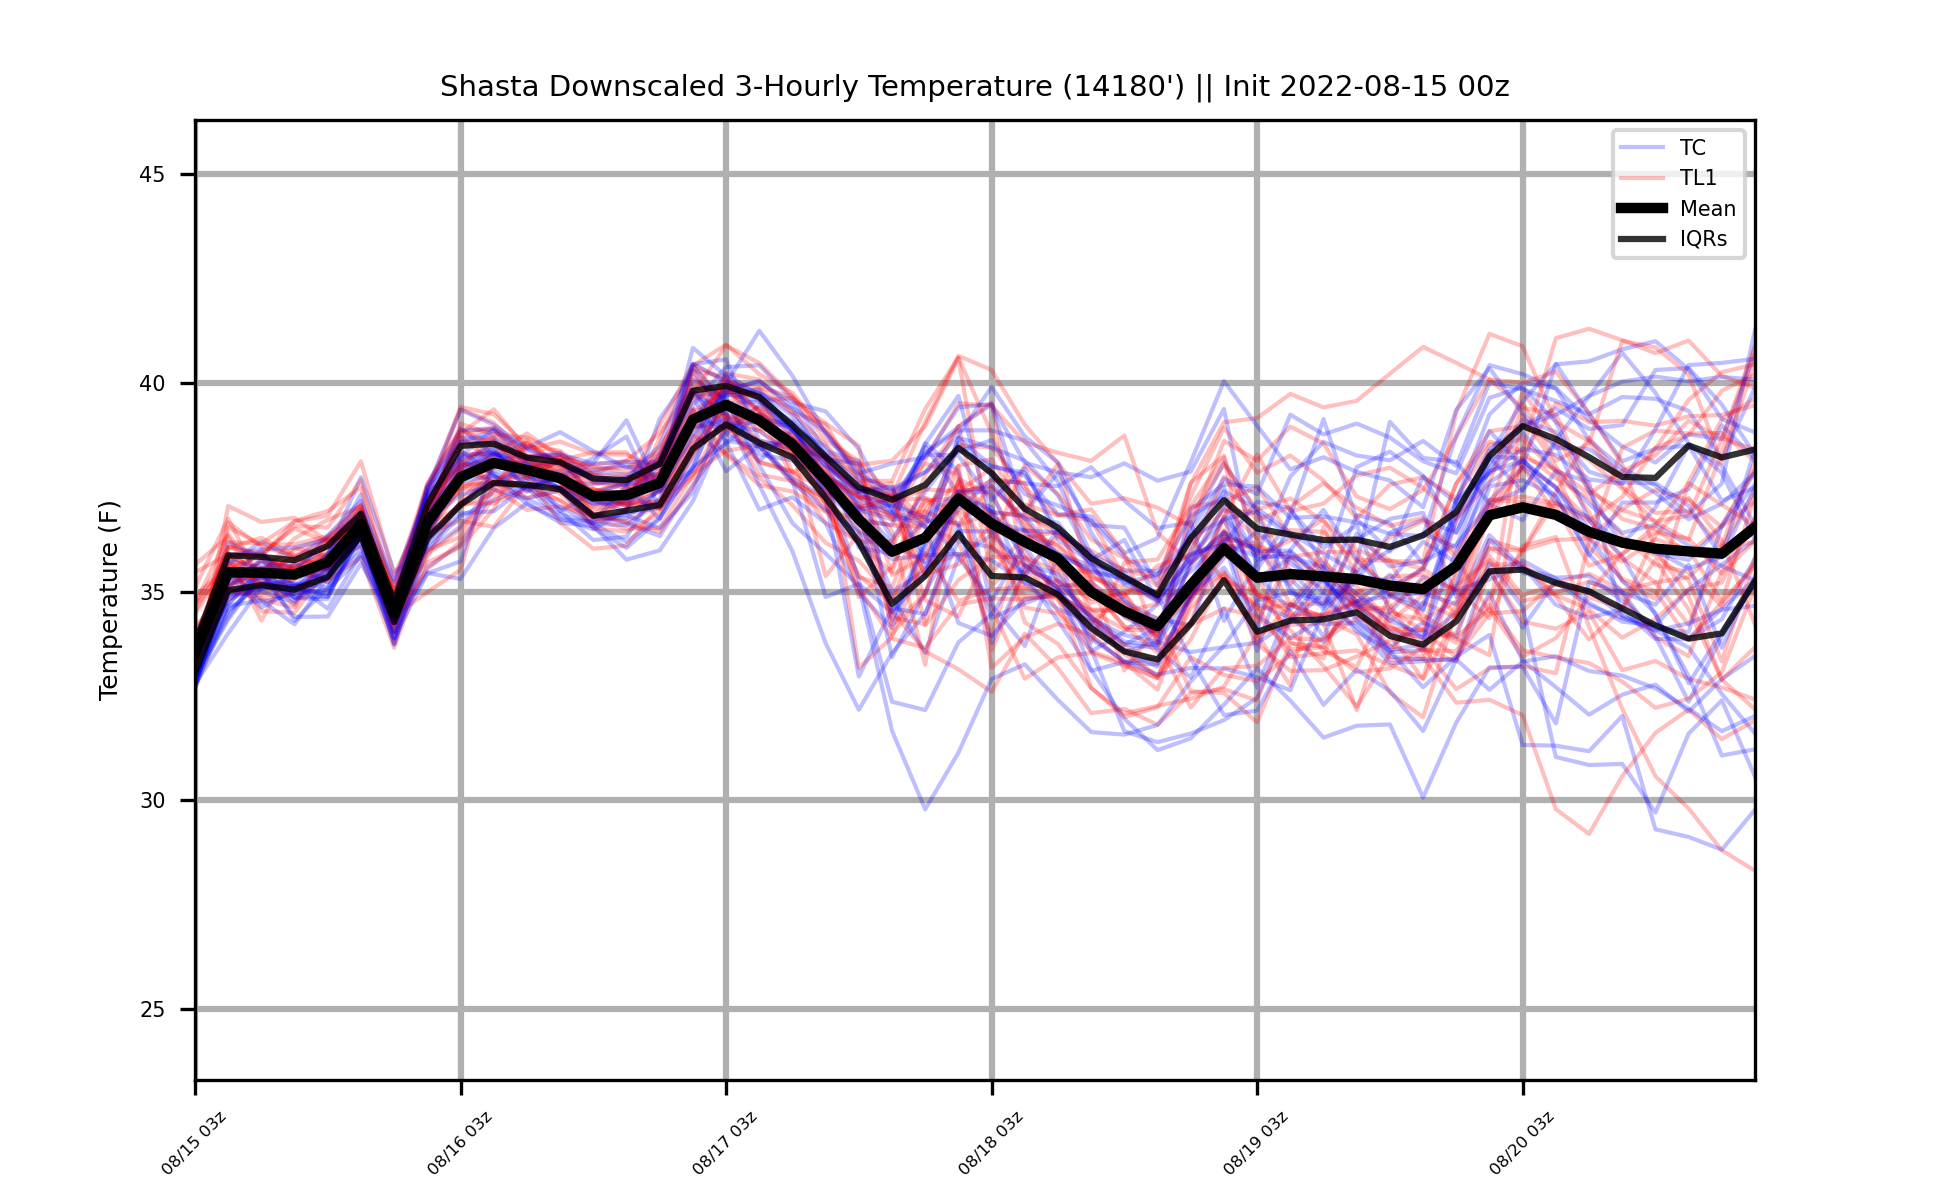 Shasta Downscaled 3-Hourly Temperature (14180') || Init 2022-08-15 00z
TC
TL1
Mean
IQRs
Temperature (F)
45
40
35
30
25
08/15 03z
08/16 03z
08/17 03z
08/18 03z
08/19 03z
08/20 03z